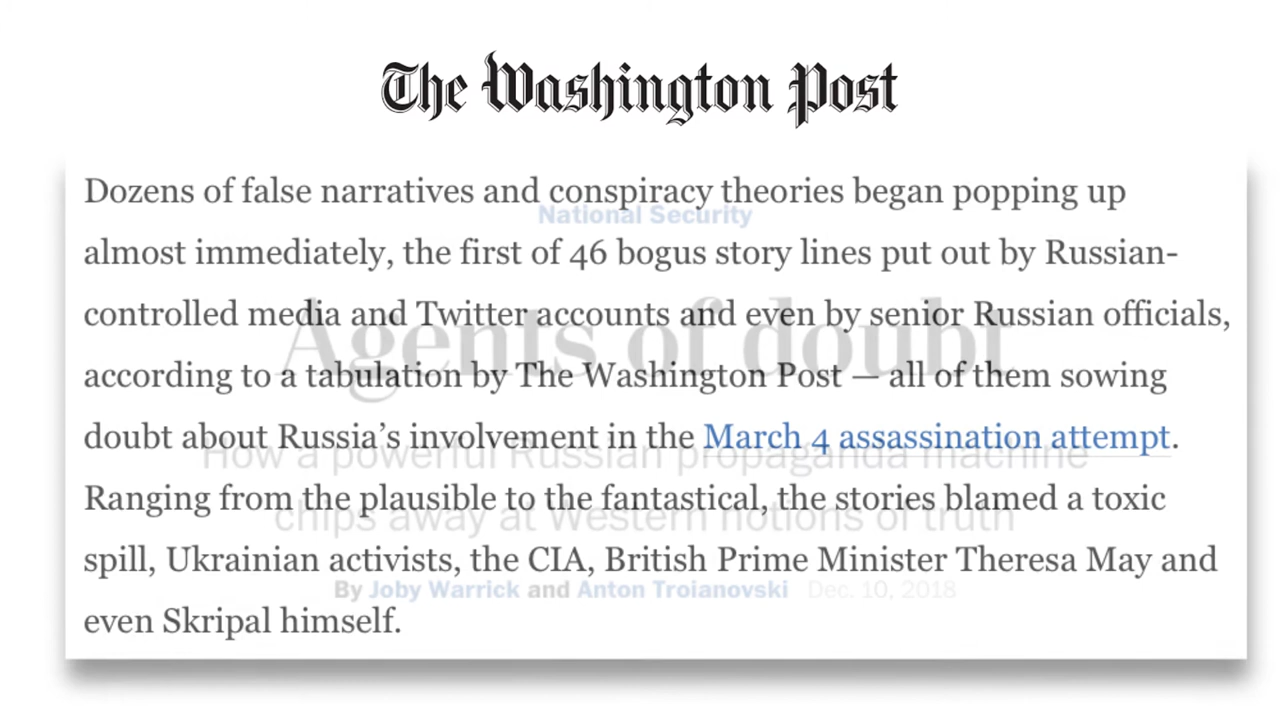 The Washington Post
Dozens of false narratives and conspiracy theories began popping up
National Security
almost immediately, the first of 46 bogus story lines put out by Russian-
controlled media and Twitter accounts and even by senior Russian officials,
Agents of doubt
according to a tabulation by The Washington Post — all of them sowing
doubt about Russia’s involvement in the March 4 assassination attempt.
How a powerful Russian propaganda machine
Ranging from the plausible to the fantastical, the stories blamed a toxic
chips away at Western notions of truth
spill, Ukrainian activists, the CIA, British Prime Minister Theresa May and
By Joby Warrick and Anton Troianovski Dec. 10, 2018
even Skripal himself.